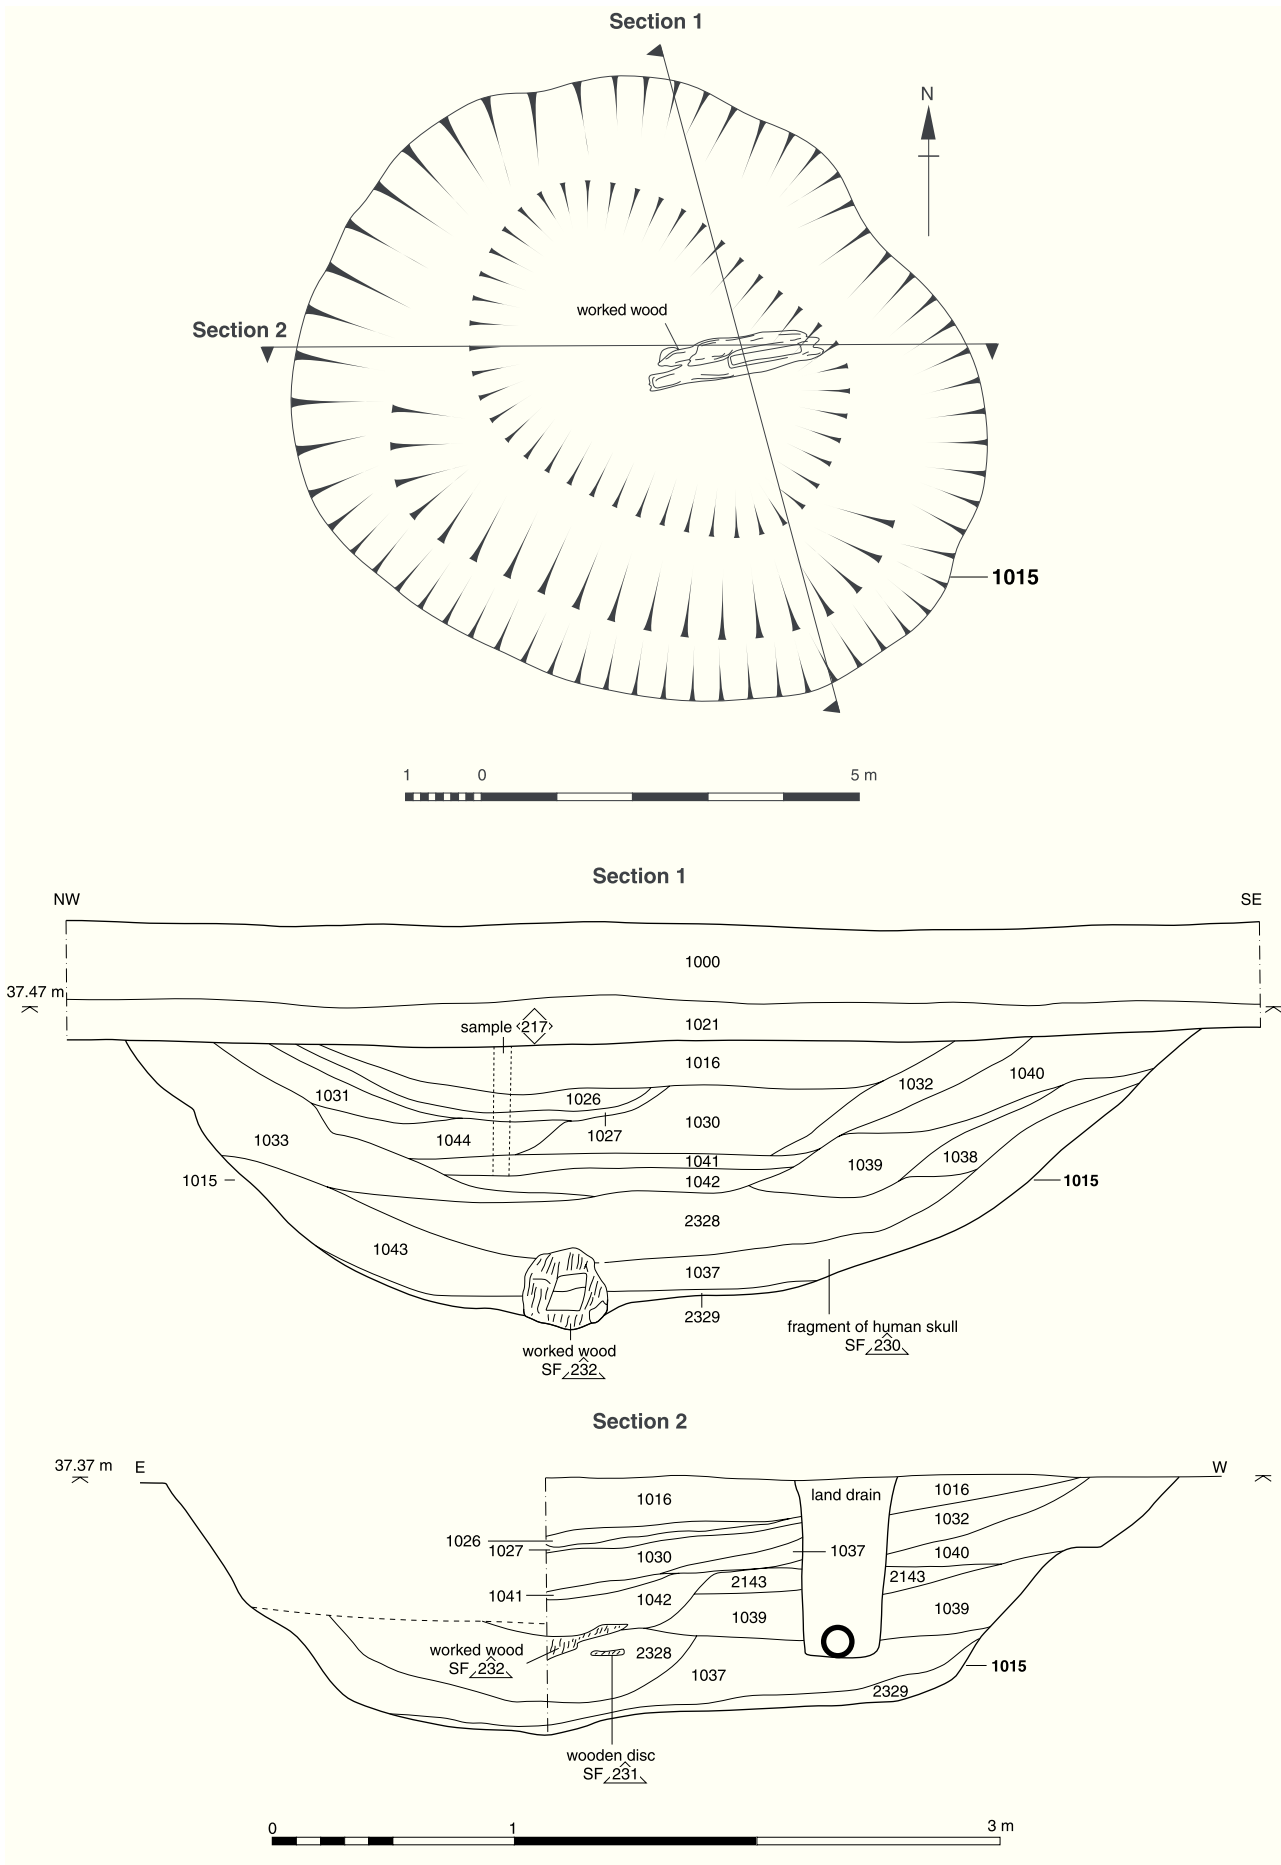 Section 1
N
worked wood
Section 2
1015
1 0 5 m
Section 1
NW SE
1000
37.47 m
sample 217 1021
1016
1032 1040
1031 1026
1030
1033 1044 1027
1041 1039 1038
1015 1042 1015
2328
1043
1037
2329
fragment of human skull
SF 230
worked wood
SF 232
Section 2
37.37 m E W
1016 land drain 1016
1032
1026
1027 1030 1037 1040
2143 2143
1041 1042
1039 1039
worked wood 2328
SF 232 1037 1015
2329
wooden disc
SF 231
0 1 3 m